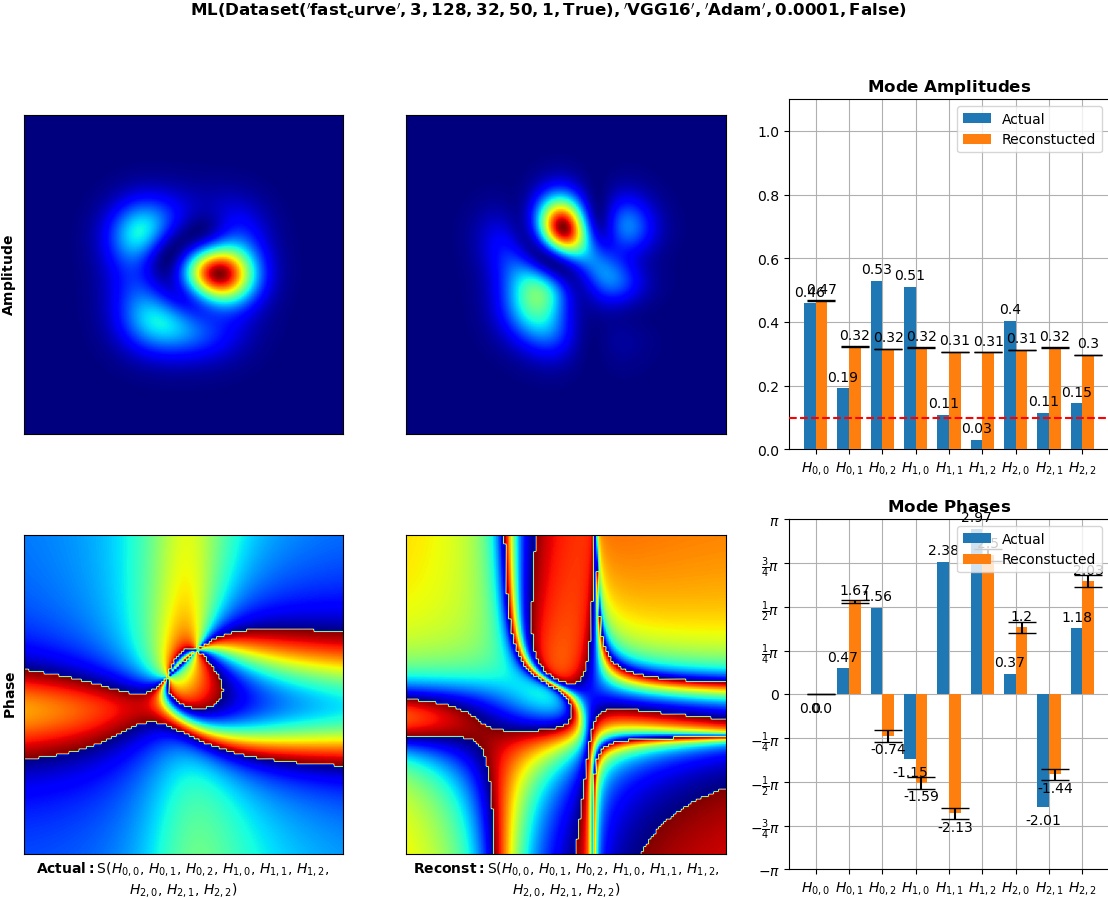 ML(Dataset('fast_curve', 3, 128, 32, 50, 1, True), 'VGG16', 'Adam', 0.0001, False)
Mode Amplitudes
Actual
Reconstucted
1.0
0.8
0.6
0.4
0.2
0.0
0.46
0.47
0.19
0.32
0.53
0.32
0.51
0.32
0.11
0.31
0.03
0.31
0.4
0.31
0.11
0.32
0.15
0.3
H0,0 H0,1 H0,2 H1,0 H1,1 H1,2 H2,0 H2,1 H2,2
Amplitude
Mode Phases
Actual
Reconstucted
π
3/4π
1/2π
1/4π
0
−1/4π
−1/2π
−3/4π
−π
0.0
0.0
0.47
1.67
1.56
-0.74
-1.15
-1.59
2.38
-2.13
2.97
0.37
1.2
-2.01
-1.44
1.18
2.03
H0,0 H0,1 H0,2 H1,0 H1,1 H1,2 H2,0 H2,1 H2,2
Phase
Actual: S(H0,0, H0,1, H0,2, H1,0, H1,1, H1,2,
H2,0, H2,1, H2,2)
Reconst: S(H0,0, H0,1, H0,2, H1,0, H1,1, H1,2,
H2,0, H2,1, H2,2)